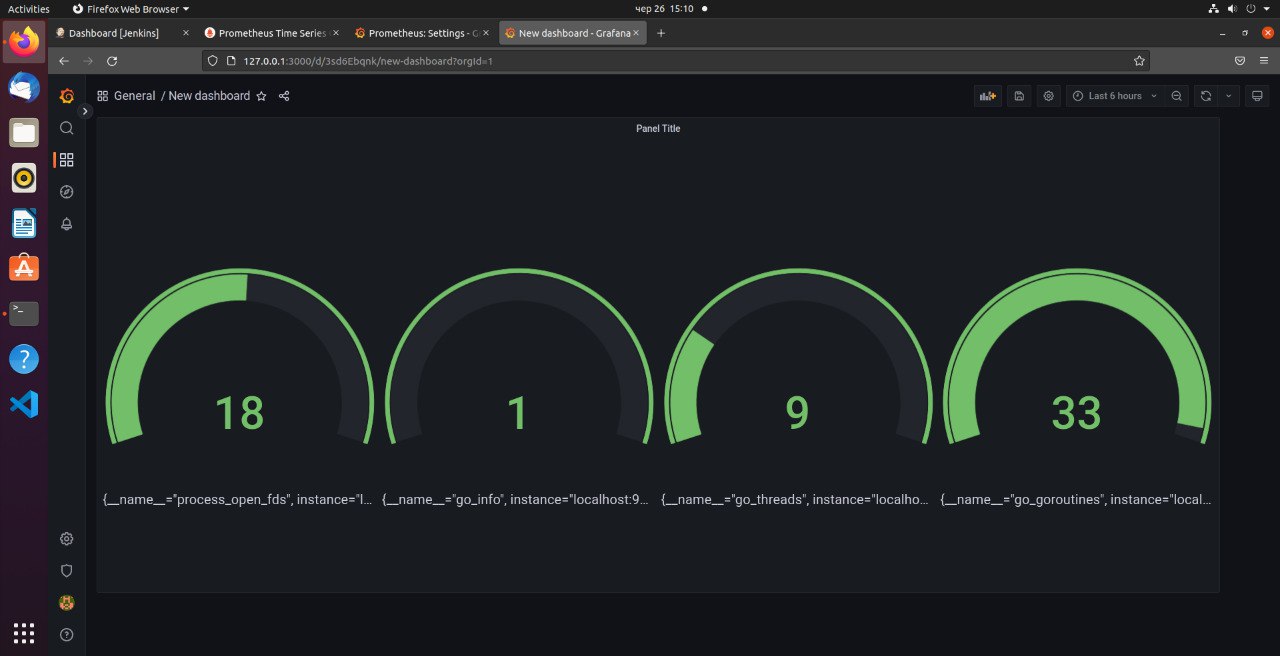 Activities
Firefox Web Browser
чер 26 15:10
Dashboard [Jenkins]
Prometheus Time Series
Prometheus: Settings - G
New dashboard - Grafana
127.0.0.1:3000/d/3sd6Ebqnk/new-dashboard?orgId=1
General / New dashboard
Last 6 hours
Panel Title
18
1
9
33
{__name__="process_open_fds", instance="l...
{__name__="go_info", instance="localhost:9...
{__name__="go_threads", instance="localho...
{__name__="go_goroutines", instance="local...